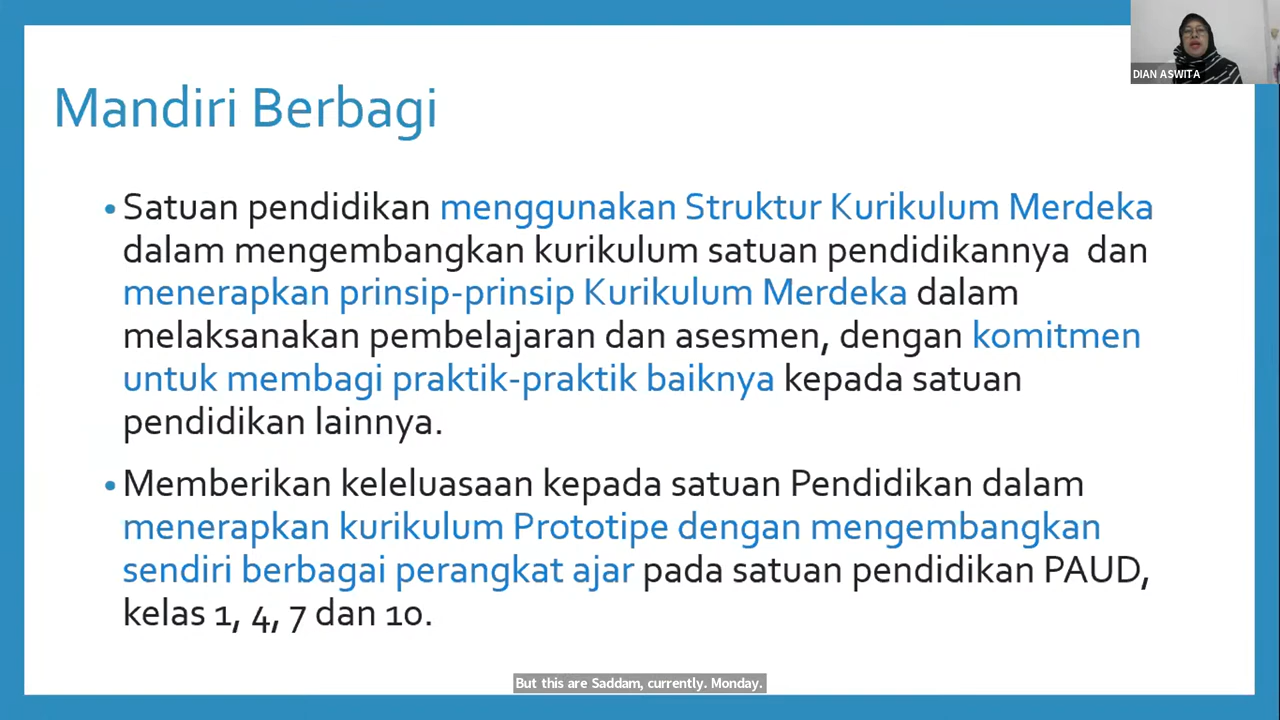 DIAN ASWITA
Mandiri Berbagi
• Satuan pendidikan menggunakan Struktur Kurikulum Merdeka
dalam mengembangkan kurikulum satuan pendidikannya dan
menerapkan prinsip-prinsip Kurikulum Merdeka dalam
melaksanakan pembelajaran dan asesmen, dengan komitmen
untuk membagi praktik-praktik baiknya kepada satuan
pendidikan lainnya.
• Memberikan keleluasaan kepada satuan Pendidikan dalam
menerapkan kurikulum Prototipe dengan mengembangkan
sendiri berbagai perangkat ajar pada satuan pendidikan PAUD,
kelas 1, 4, 7 dan 10.
But this are Saddam, currently. Monday.